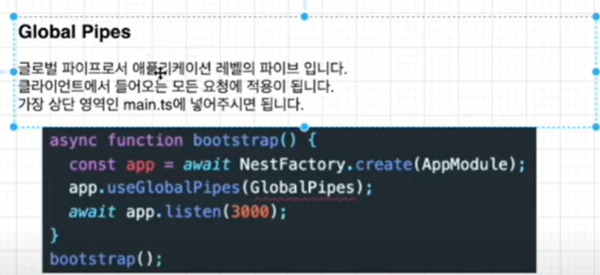 Global Pipes
글로벌 파이프로서 애플리케이션 레벨의 파이브 입니다.
클라이언트에서 들어오는 모든 요청에 적용이 됩니다.
가장 상단 영역인 main.ts에 넣어주시면 됩니다.
async function bootstrap() {
  const app = await NestFactory.create(AppModule);
  app.useGlobalPipes(GlobalPipes);
  await app.listen(3000);
}
bootstrap();